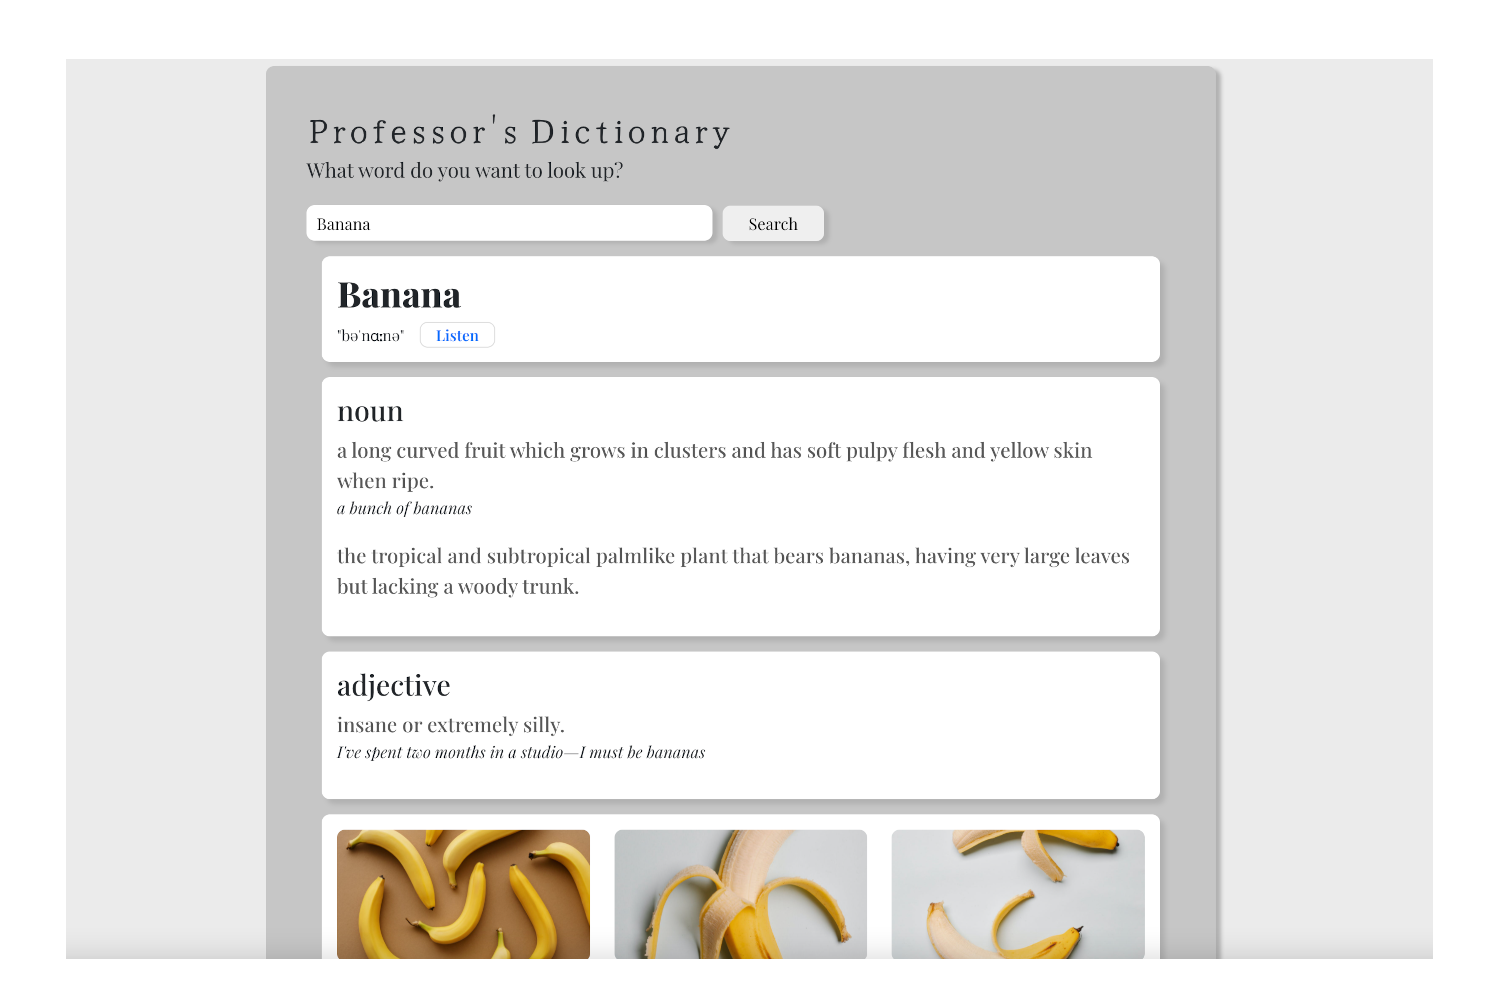 Professor's Dictionary
What word do you want to look up?
Banana
Search
Banana
"bəˈnɑːnə"
Listen
noun
a long curved fruit which grows in clusters and has soft pulpy flesh and yellow skin
when ripe.
a bunch of bananas
the tropical and subtropical palmlike plant that bears bananas, having very large leaves
but lacking a woody trunk.
adjective
insane or extremely silly.
I've spent two months in a studio—I must be bananas